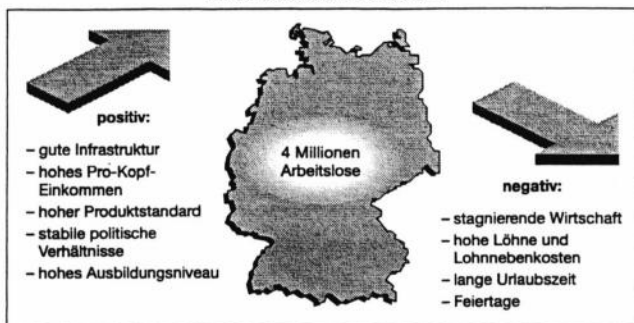 positiv:
– gute Infrastruktur
– hohes Pro-Kopf-
Einkommen
– hoher Produktstandard
– stabile politische
Verhältnisse
– hohes Ausbildungsniveau
4 Millionen
Arbeitslose
negativ:
– stagnierende Wirtschaft
– hohe Löhne und
Lohnnebenkosten
– lange Urlaubszeit
– Feiertage